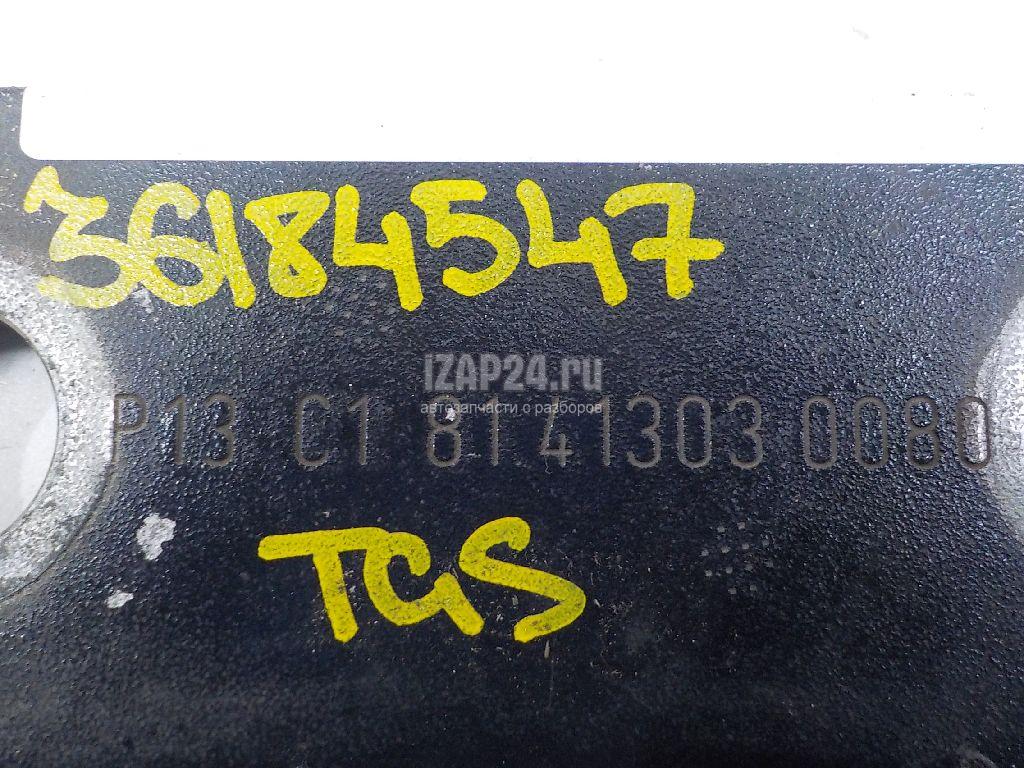 36184547
iZAP24.ru
автозапчасти о разборов
P13 C1 81 41303 0080
TGS